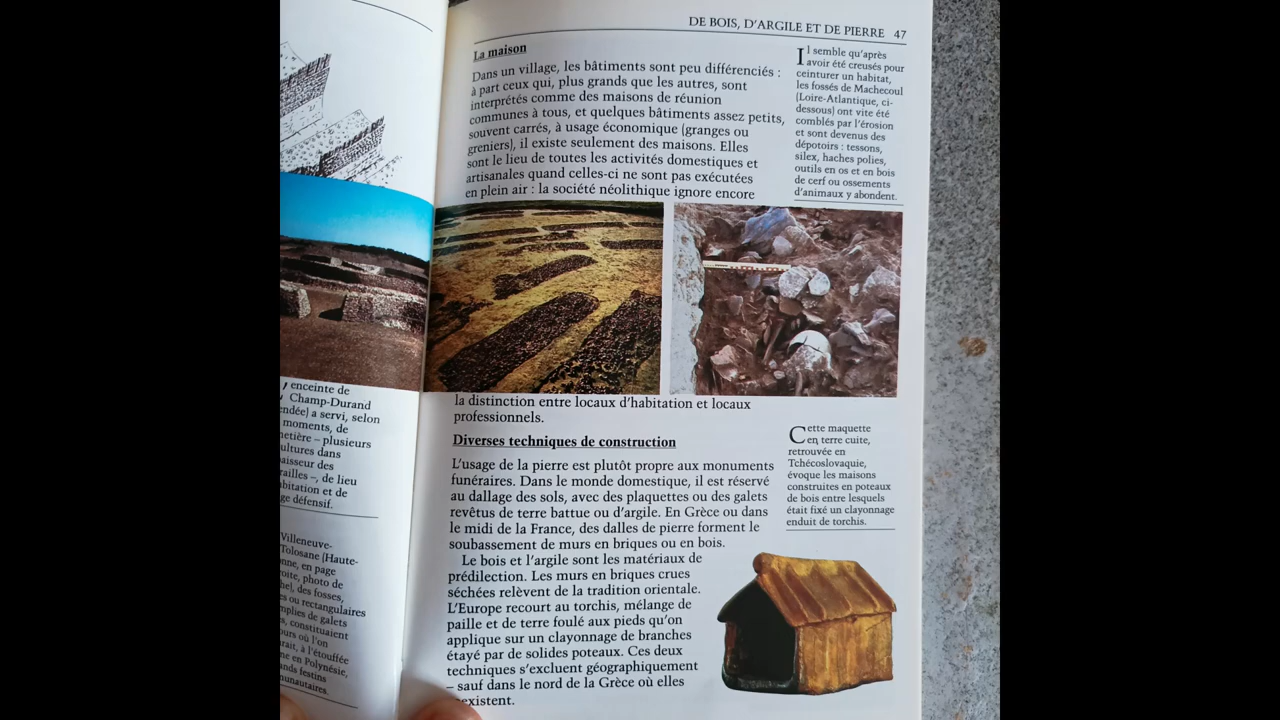 enceinte de
Champ-Durand
a servi, selon
moments, de
plusieurs
dans
des
de lieu
et de
défensif.
Villeneuve-
Tolosane (Haute-
en page
photo de
des fosses,
ou rectangulaires
de galets
constituaient
où l'on
à l'étouffée
en Polynésie,
festins
DE BOIS, D'ARGILE ET DE PIERRE 47
La maison
Dans un village, les bâtiments sont peu différenciés :
à part ceux qui, plus grands que les autres, sont
interprétés comme des maisons de réunion
communes à tous, et quelques bâtiments assez petits,
souvent carrés, à usage économique (granges ou
greniers), il existe seulement des maisons. Elles
sont le lieu de toutes les activités domestiques et
artisanales quand celles-ci ne sont pas exécutées
en plein air : la société néolithique ignore encore
la distinction entre locaux d'habitation et locaux
professionnels.
Il semble qu'après
avoir été creusés pour
ceinturer un habitat,
les fossés de Machecoul
(Loire-Atlantique, ci-
dessous) ont vite été
comblés par l'érosion
et sont devenus des
dépotoirs : tessons,
silex, haches polies,
outils en os et en bois
de cerf ou ossements
d'animaux y abondent.
Diverses techniques de construction
L'usage de la pierre est plutôt propre aux monuments
funéraires. Dans le monde domestique, il est réservé
au dallage des sols, avec des plaquettes ou des galets
revêtus de terre battue ou d'argile. En Grèce ou dans
le midi de la France, des dalles de pierre forment le
soubassement de murs en briques ou en bois.
Le bois et l'argile sont les matériaux de
prédilection. Les murs en briques crues
séchées relèvent de la tradition orientale.
L'Europe recourt au torchis, mélange de
paille et de terre foulé aux pieds qu'on
applique sur un clayonnage de branches
étayé par de solides poteaux. Ces deux
techniques s'excluent géographiquement
– sauf dans le nord de la Grèce où elles
existent.
Cette maquette
en terre cuite,
retrouvée en
Tchécoslovaquie,
évoque les maisons
construites en poteaux
de bois entre lesquels
était fixé un clayonnage
enduit de torchis.